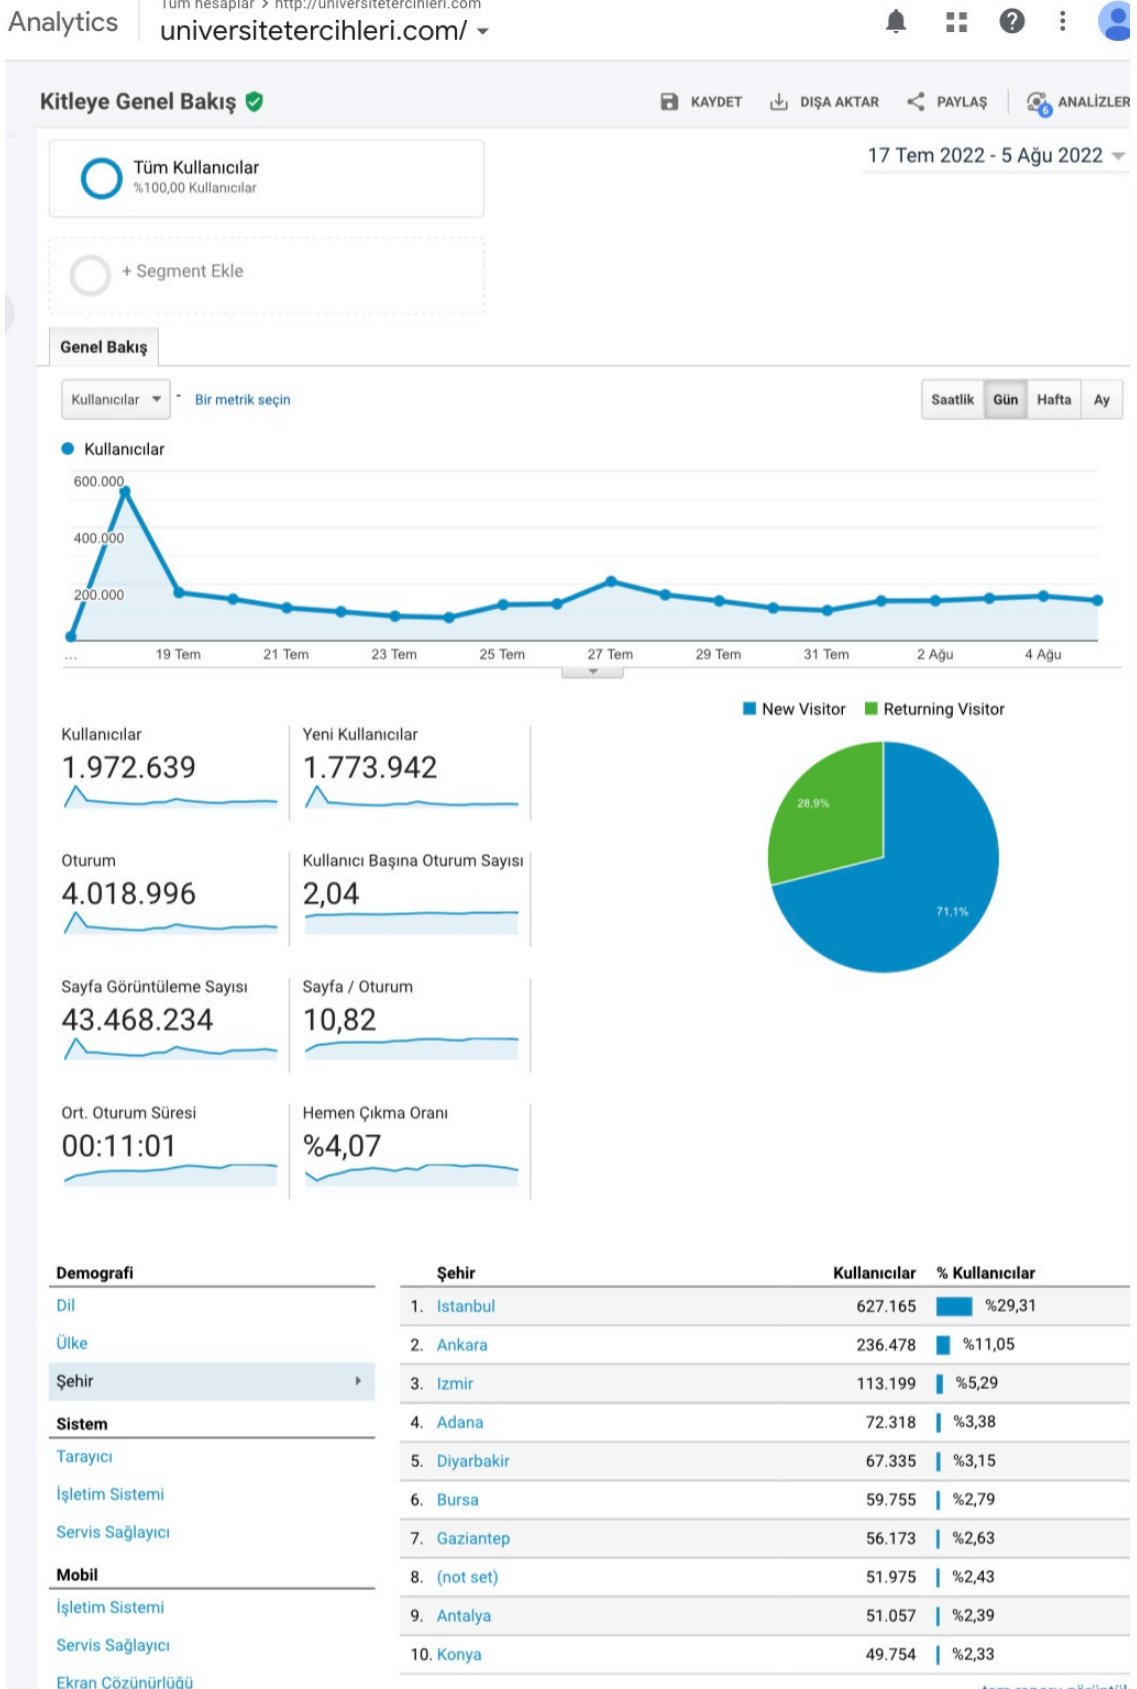 Tüm hesaplar > http://universitetercihleri.com
Analytics
universitetercihleri.com/
Kitleye Genel Bakış
KAYDET
DIŞA AKTAR
PAYLAŞ
6
ANALİZLER
Tüm Kullanıcılar
%100,00 Kullanıcılar
17 Tem 2022 - 5 Ağu 2022
+ Segment Ekle
Genel Bakış
Kullanıcılar
- Bir metrik seçin
Saatlik Gün Hafta Ay
Kullanıcılar
600.000
400.000
200.000
... 19 Tem 21 Tem 23 Tem 25 Tem 27 Tem 29 Tem 31 Tem 2 Ağu 4 Ağu
New Visitor Returning Visitor
28,9%
71,1%
Kullanıcılar
1.972.639
Yeni Kullanıcılar
1.773.942
Oturum
4.018.996
Kullanıcı Başına Oturum Sayısı
2,04
Sayfa Görüntüleme Sayısı
43.468.234
Sayfa / Oturum
10,82
Ort. Oturum Süresi
00:11:01
Hemen Çıkma Oranı
%4,07
Demografi
Dil
Ülke
Şehir
Sistem
Tarayıcı
İşletim Sistemi
Servis Sağlayıcı
Mobil
İşletim Sistemi
Servis Sağlayıcı
Ekran Çözünürlüğü
Şehir Kullanıcılar % Kullanıcılar
1. Istanbul 627.165 %29,31
2. Ankara 236.478 %11,05
3. Izmir 113.199 %5,29
4. Adana 72.318 %3,38
5. Diyarbakir 67.335 %3,15
6. Bursa 59.755 %2,79
7. Gaziantep 56.173 %2,63
8. (not set) 51.975 %2,43
9. Antalya 51.057 %2,39
10. Konya 49.754 %2,33